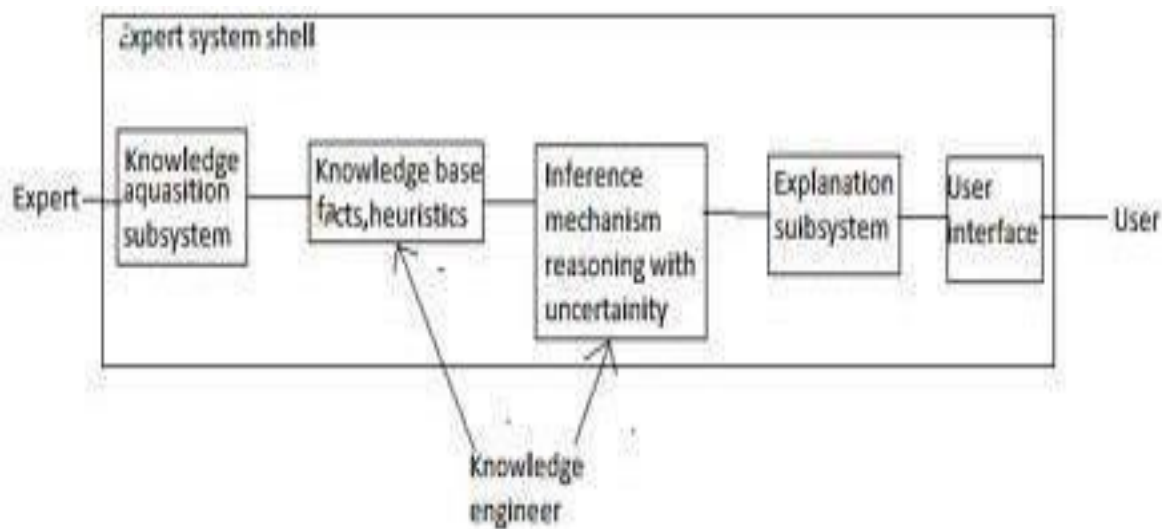 Expert system shell
Expert
Knowledge
aquasition
subsystem
Knowledge base
facts,heuristics
Inference
mechanism
reasoning with
uncertainity
Explanation
suibsystem
User
interface
User
Knowledge
engineer